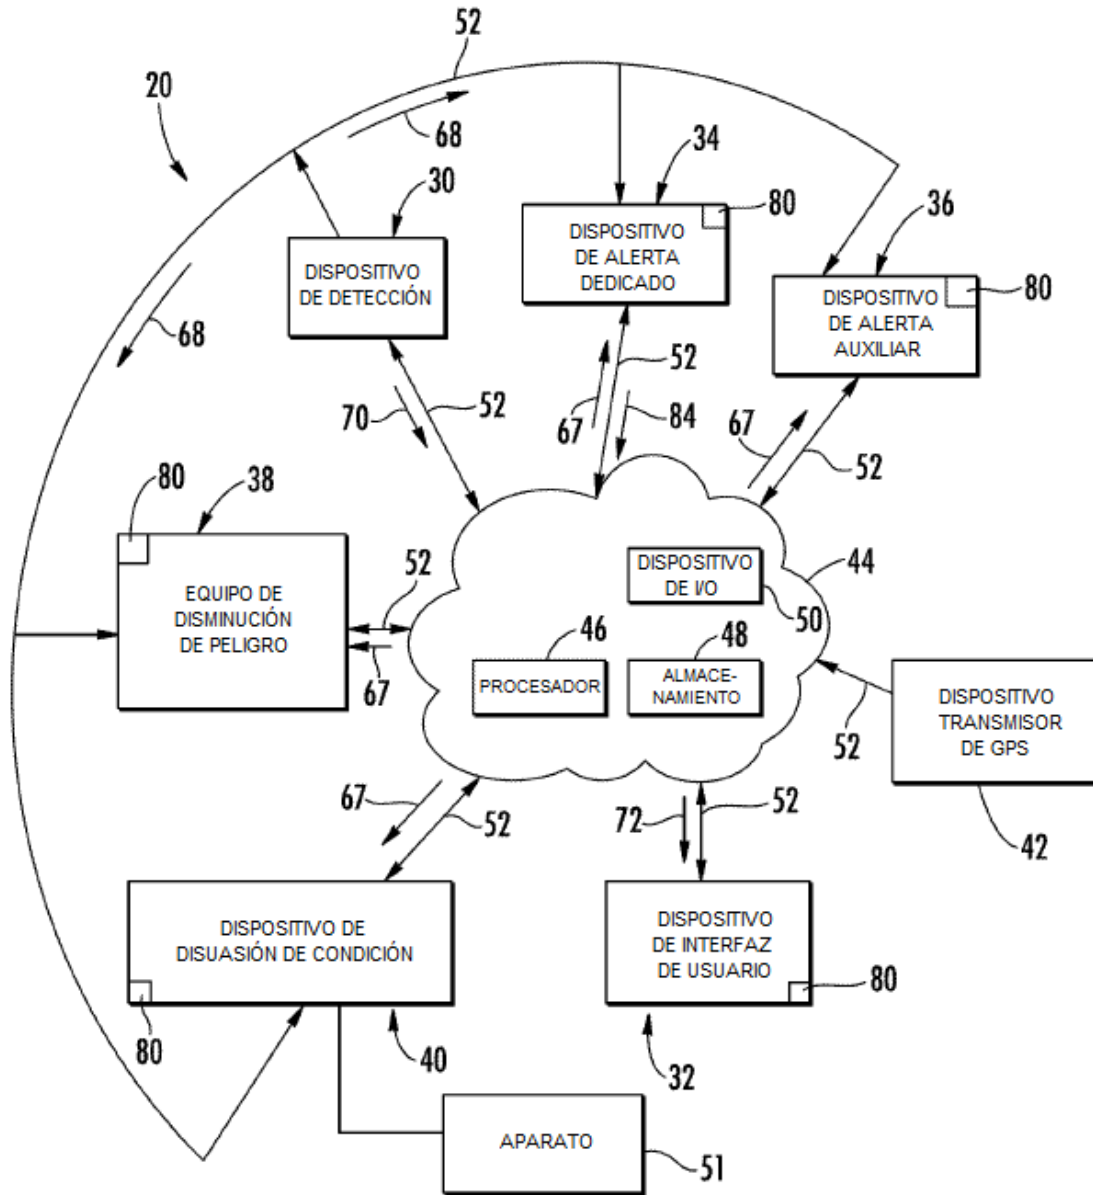 52
20
68
34
30
80
36
DISPOSITIVO
DE ALERTA
DEDICADO
80
DISPOSITIVO
DE DETECCIÓN
DISPOSITIVO
DE ALERTA
AUXILIAR
68
52
70
52
67
84
67
52
80
38
44
52
DISPOSITIVO
DE I/O
EQUIPO DE
DISMINUCIÓN
DE PELIGRO
50
46
48
67
PROCESADOR
ALMACE-
NAMIENTO
DISPOSITIVO
TRANSMISOR
DE GPS
52
67
52
72
52
42
DISPOSITIVO DE
DISUASIÓN DE CONDICIÓN
DISPOSITIVO
DE INTERFAZ
DE USUARIO
80
80
40
32
APARATO
51